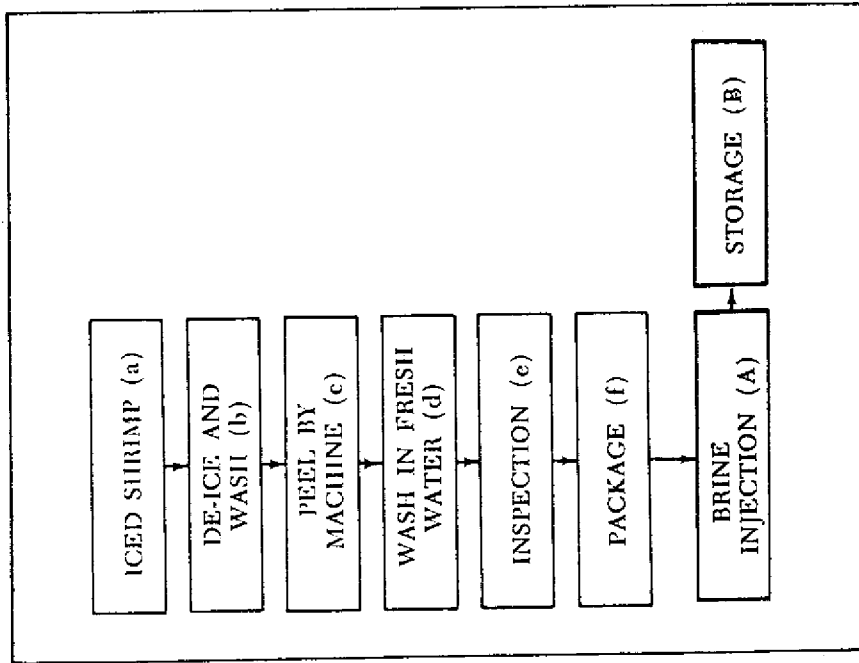 ICED SHRIMP (a)
DE-ICE AND
WASH (b)
PEEL BY
MACHINE (c)
WASH IN FRESH
WATER (d)
INSPECTION (e)
PACKAGE (f)
BRINE
INJECTION (A)
STORAGE (B)